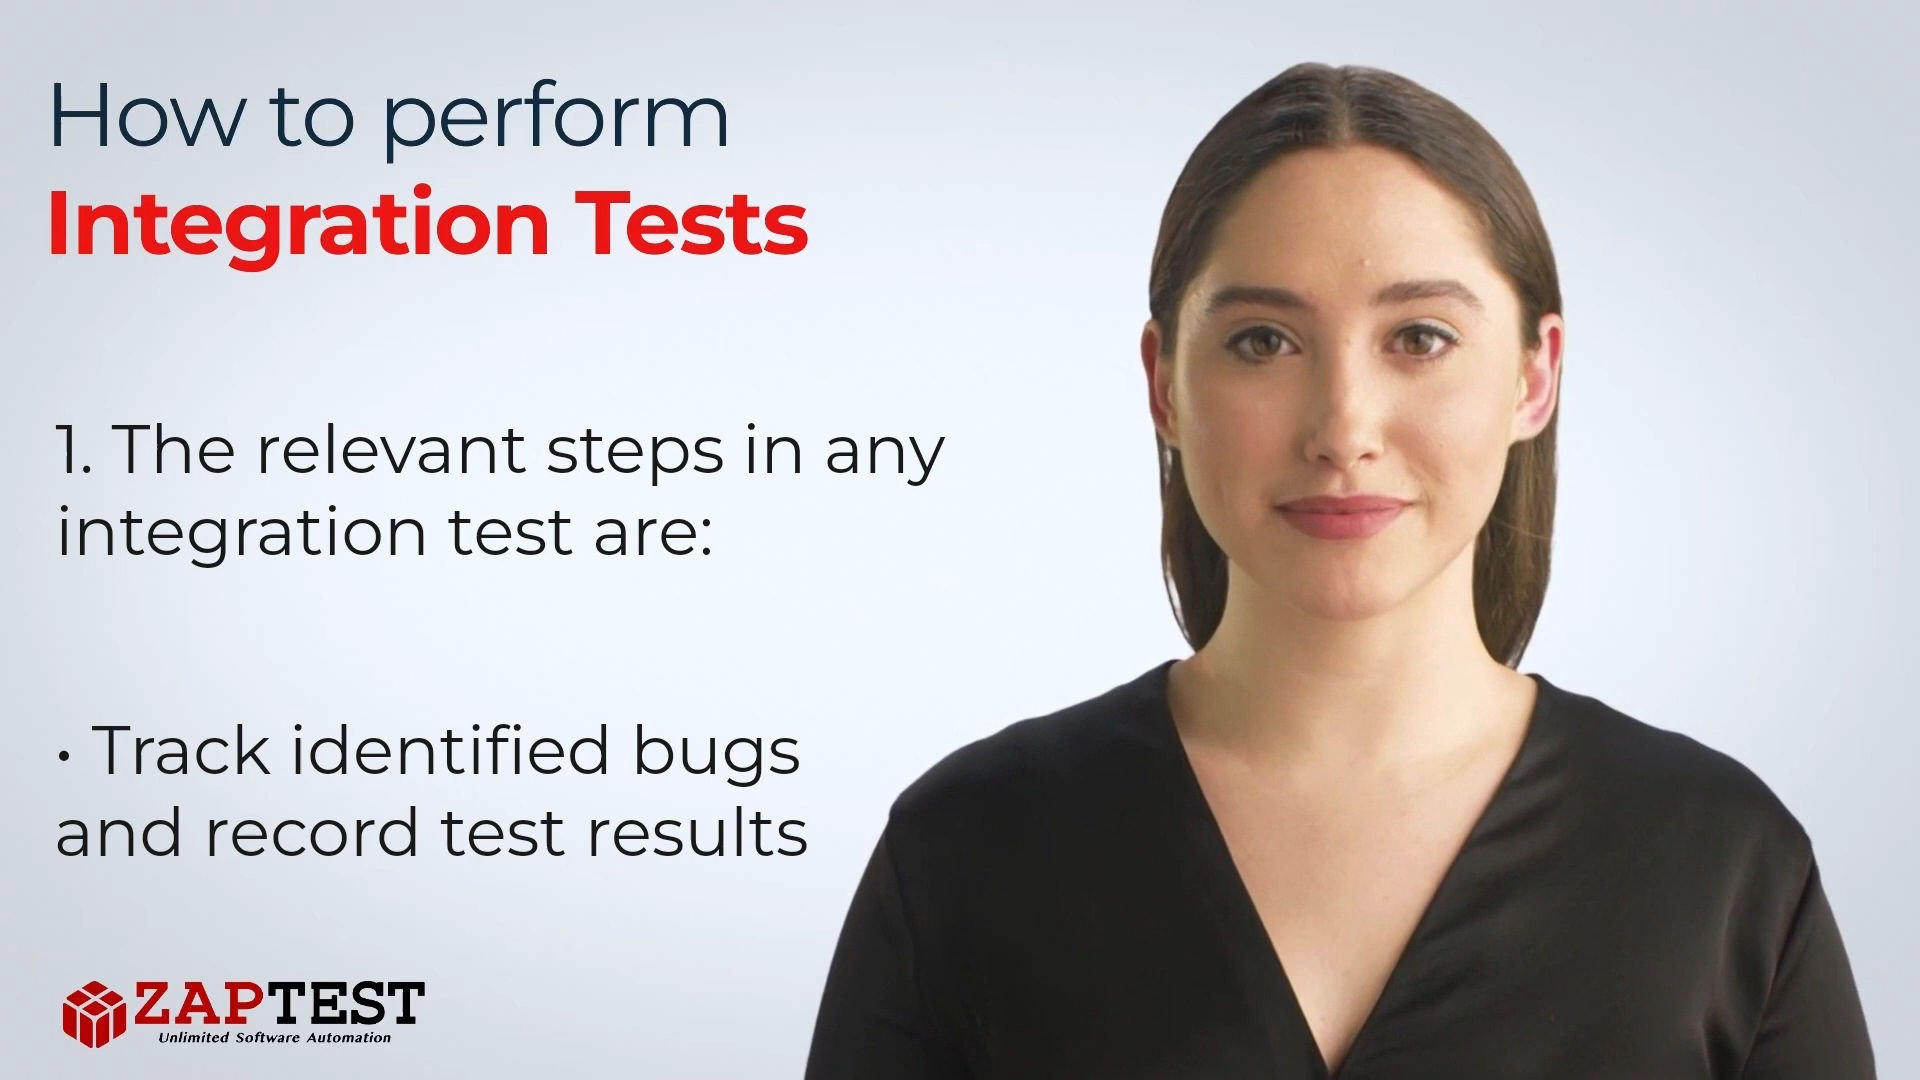 How to perform
Integration Tests
1. The relevant steps in any
integration test are:
• Track identified bugs
and record test results
ZAPTEST
Unlimited Software Automation